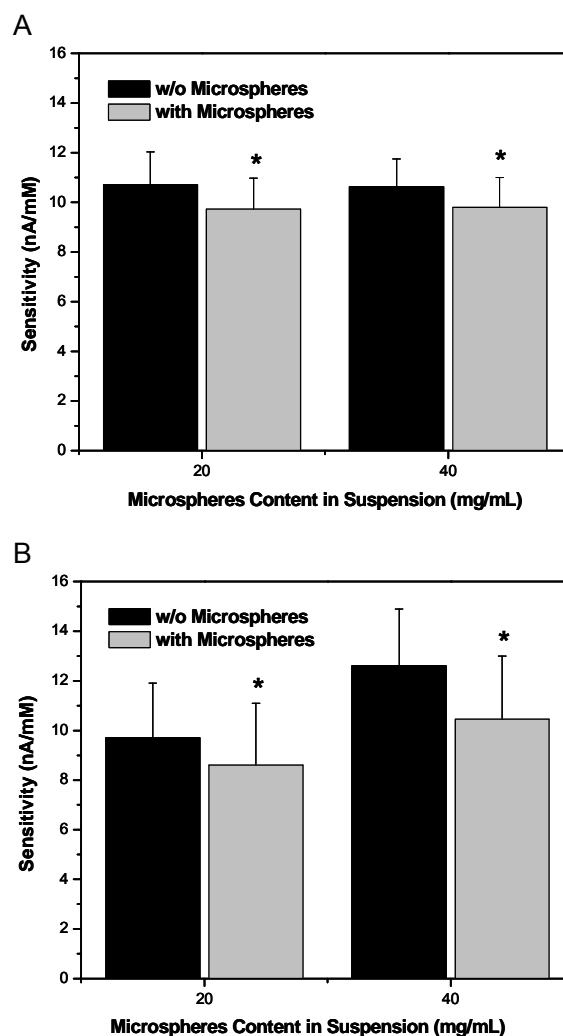 A
16
14
12
10
8
6
4
2
0
Sensitivity (nA/mM)
w/o Microspheres
with Microspheres
*
*
20
40
Microspheres Content in Suspension (mg/mL)
B
16
14
12
10
8
6
4
2
0
Sensitivity (nA/mM)
w/o Microspheres
with Microspheres
*
*
20
40
Microspheres Content in Suspension (mg/mL)